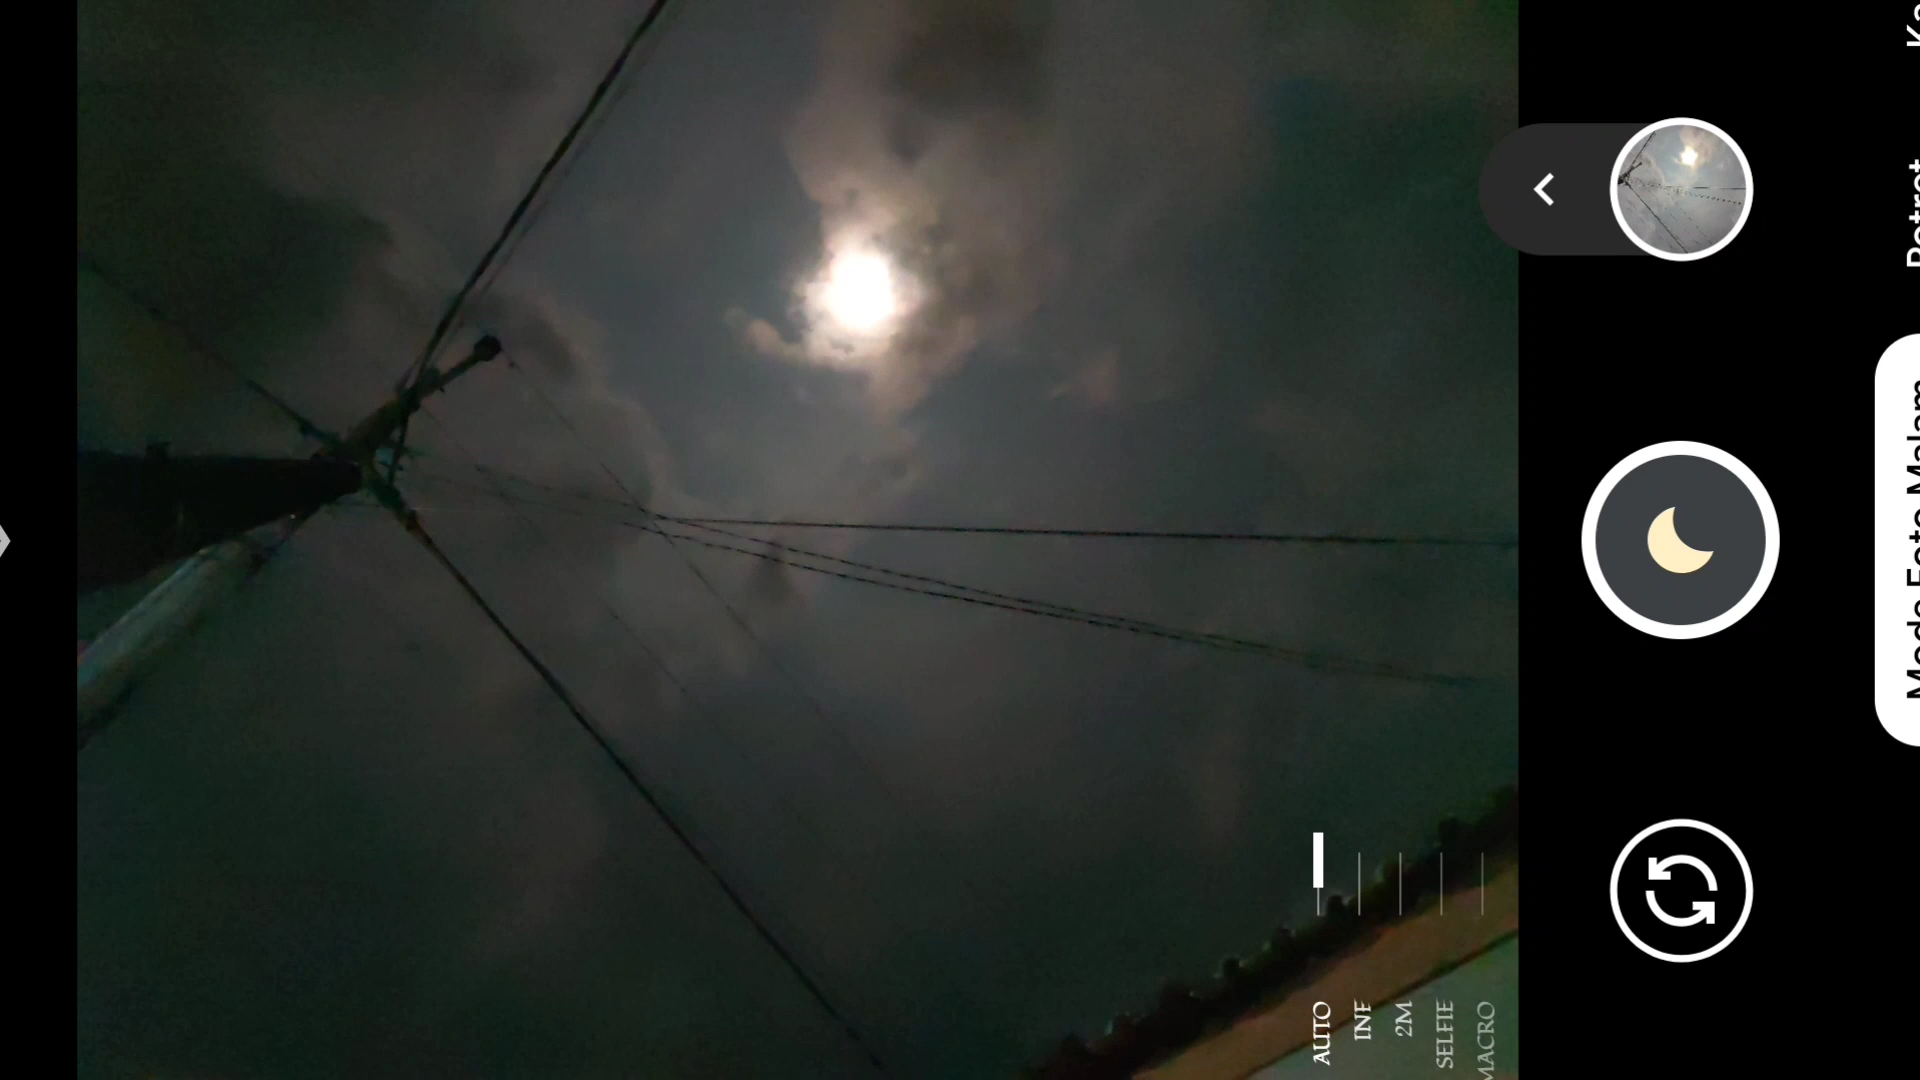 Potret
Mode Foto Malam
AUTO
INF
2M
SELFIE
MACRO